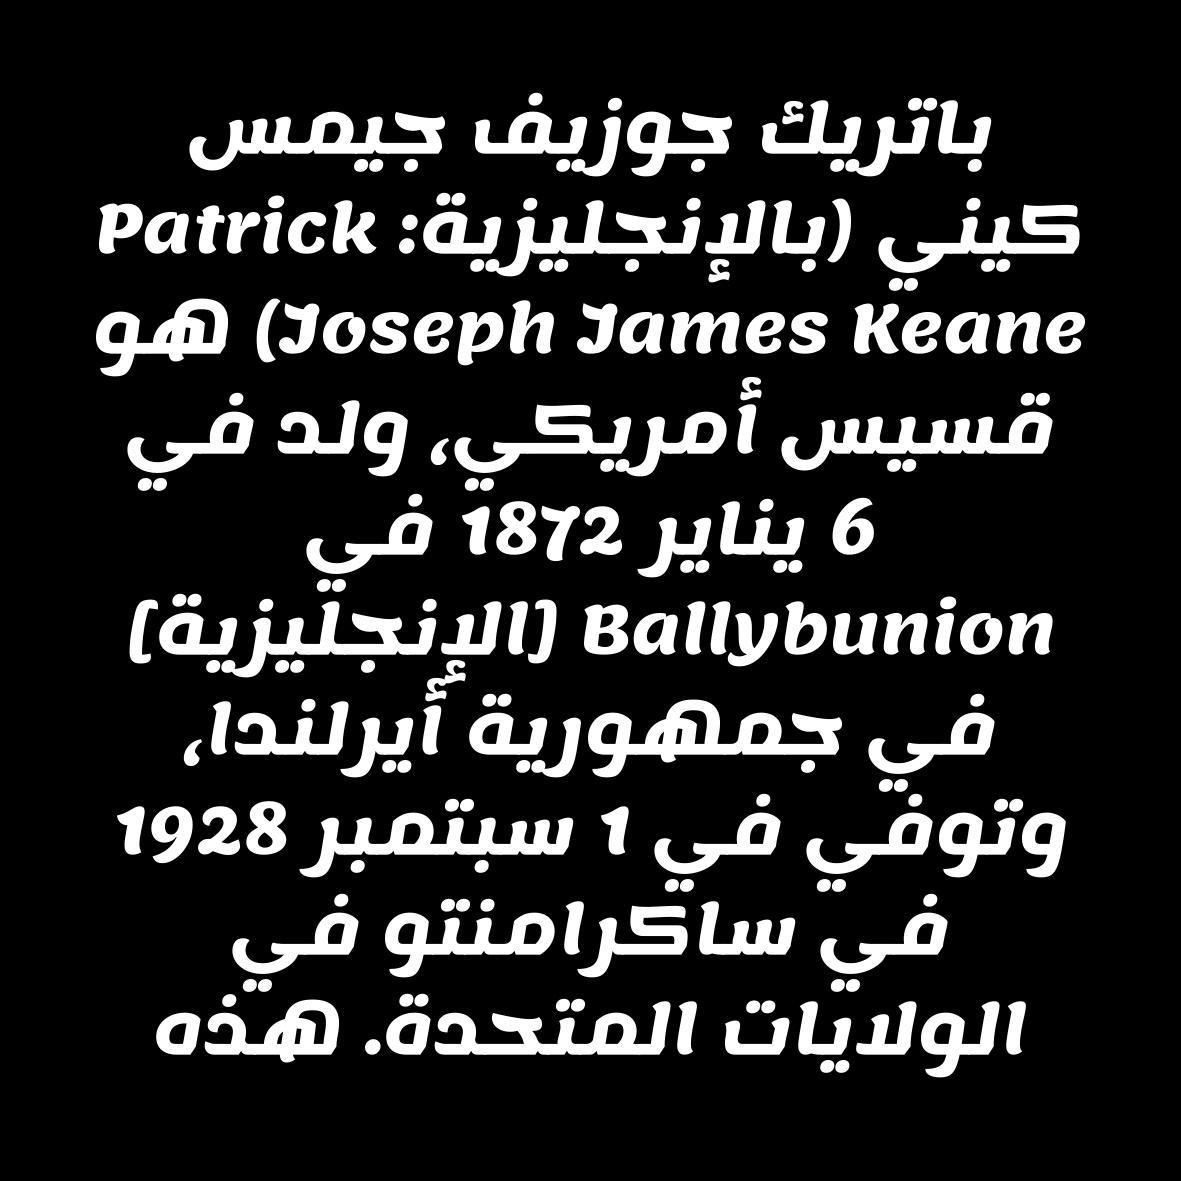 باتريك جوزيف جيمس
كيني (بالإنجليزية: Patrick
Joseph James Keane) هو
قسيس أمريكي، ولد في
6 يناير 1872 في
Ballybunion (الإنجليزية)
في جمهورية أيرلندا،
وتوفي في 1 سبتمبر 1928
في ساكرامنتو في
الولايات المتحدة. هذه